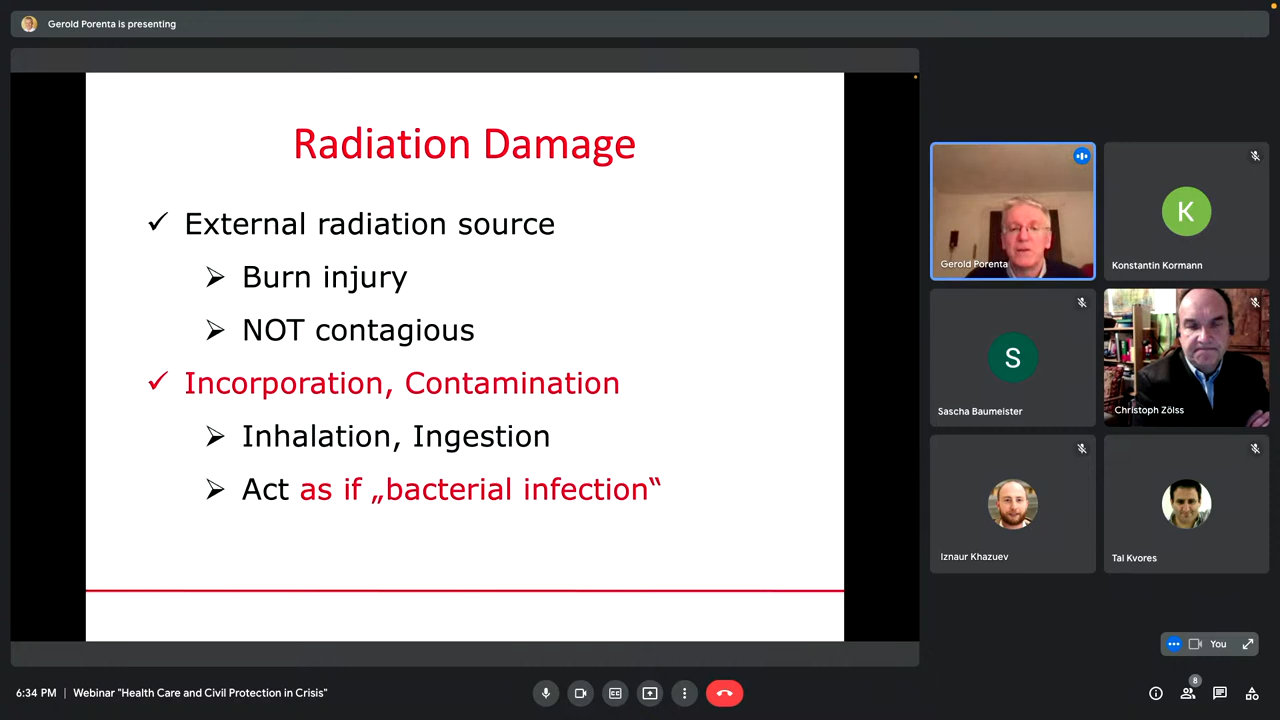 Gerold Porenta is presenting
Radiation Damage
✓ External radiation source
➢ Burn injury
➢ NOT contagious
✓ Incorporation, Contamination
➢ Inhalation, Ingestion
➢ Act as if „bacterial infection“
Gerold Porenta
K
Konstantin Kormann
S
Sascha Baumeister
Christoph Zölss
Iznaur Khazuev
Tal Kvores
You
6:34 PM | Webinar "Health Care and Civil Protection in Crisis"
8